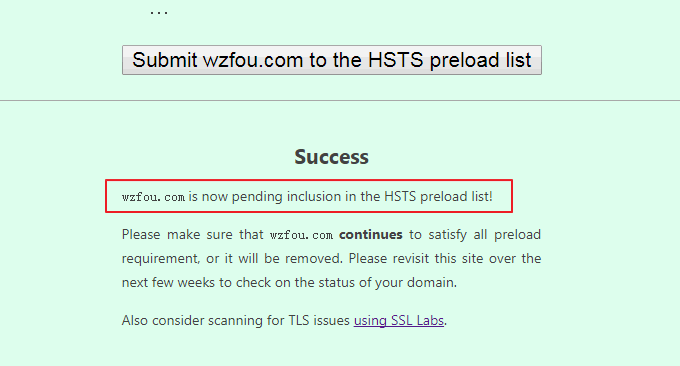 ...
Submit wzfou.com to the HSTS preload list
Success
wzfou.com is now pending inclusion in the HSTS preload list!
Please make sure that wzfou.com continues to satisfy all preload
requirement, or it will be removed. Please revisit this site over the
next few weeks to check on the status of your domain.
Also consider scanning for TLS issues using SSL Labs.